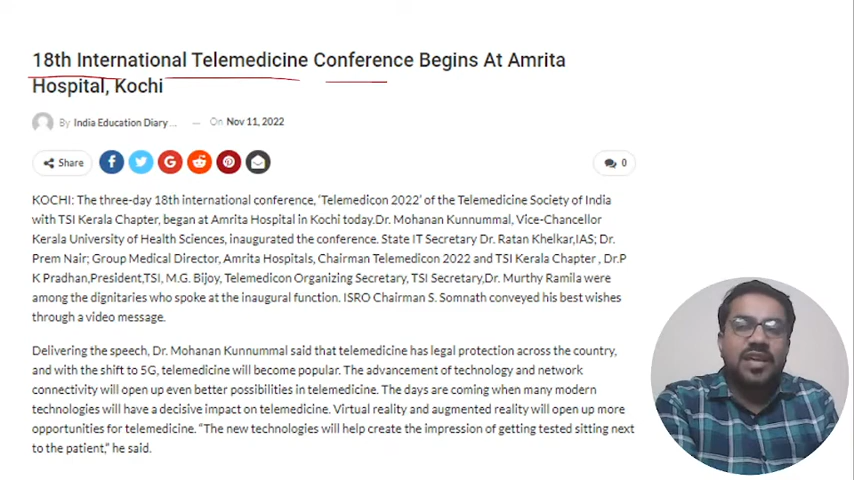 18th International Telemedicine Conference Begins At Amrita
Hospital, Kochi
By India Education Diary ... — On Nov 11, 2022
Share
0
KOCHI: The three-day 18th international conference, 'Telemedicon 2022' of the Telemedicine Society of India
with TSI Kerala Chapter, began at Amrita Hospital in Kochi today.Dr. Mohanan Kunnummal, Vice-Chancellor
Kerala University of Health Sciences, inaugurated the conference. State IT Secretary Dr. Ratan Khelkar,IAS; Dr.
Prem Nair; Group Medical Director, Amrita Hospitals, Chairman Telemedicon 2022 and TSI Kerala Chapter , Dr.P
K Pradhan,President,TSI, M.G. Bijoy, Telemedicon Organizing Secretary, TSI Secretary,Dr. Murthy Ramila were
among the dignitaries who spoke at the inaugural function. ISRO Chairman S. Somnath conveyed his best wishes
through a video message.
Delivering the speech, Dr. Mohanan Kunnummal said that telemedicine has legal protection across the country,
and with the shift to 5G, telemedicine will become popular. The advancement of technology and network
connectivity will open up even better possibilities in telemedicine. The days are coming when many modern
technologies will have a decisive impact on telemedicine. Virtual reality and augmented reality will open up more
opportunities for telemedicine. "The new technologies will help create the impression of getting tested sitting next
to the patient," he said.